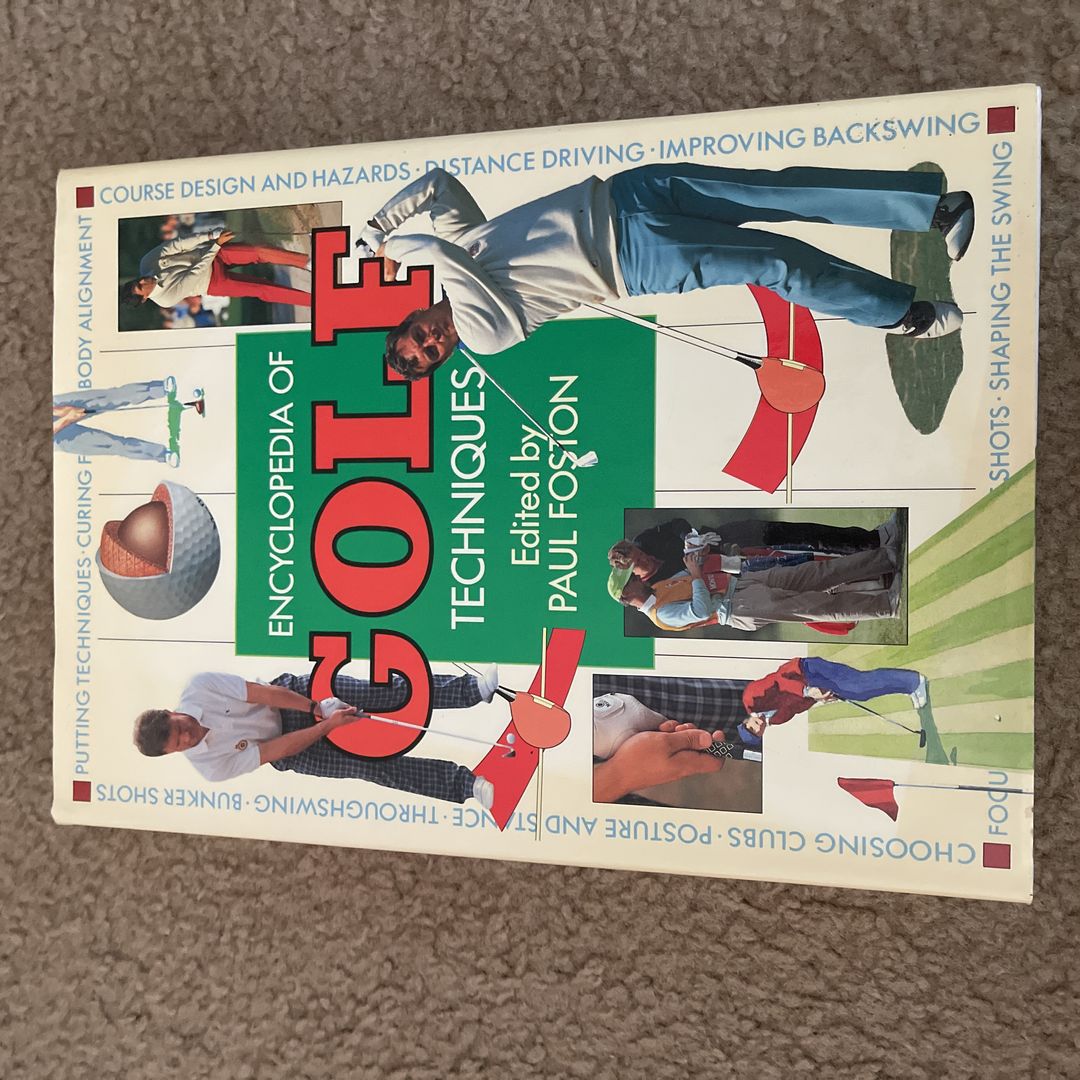 PUTTING TECHNIQUES · CURING F BODY ALIGNMENT
COURSE DESIGN AND HAZARDS · DISTANCE DRIVING · IMPROVING BACKSWING
ENCYCLOPEDIA OF
GOLF
TECHNIQUES
Edited by
PAUL FOSTON
CHOOSING CLUBS · POSTURE AND STANCE · THROUGHSWING · BUNKER SHOTS
FOCU SHOTS · SHAPING THE SWING